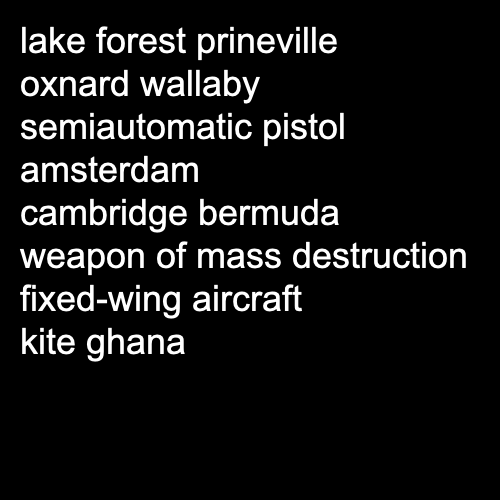 lake forest prineville
oxnard wallaby
semiautomatic pistol
amsterdam
cambridge bermuda
weapon of mass destruction
fixed-wing aircraft
kite ghana